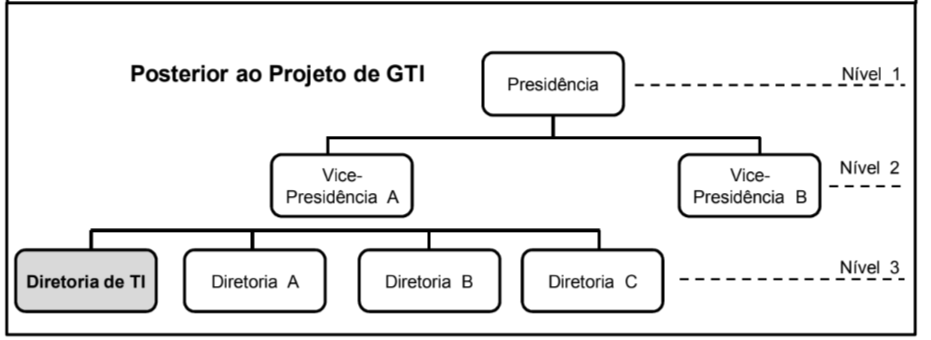 Posterior ao Projeto de GTI
Presidência
Nível 1
Vice-
Presidência A
Vice-
Presidência B
Nível 2
Diretoria de TI
Diretoria A
Diretoria B
Diretoria C
Nível 3